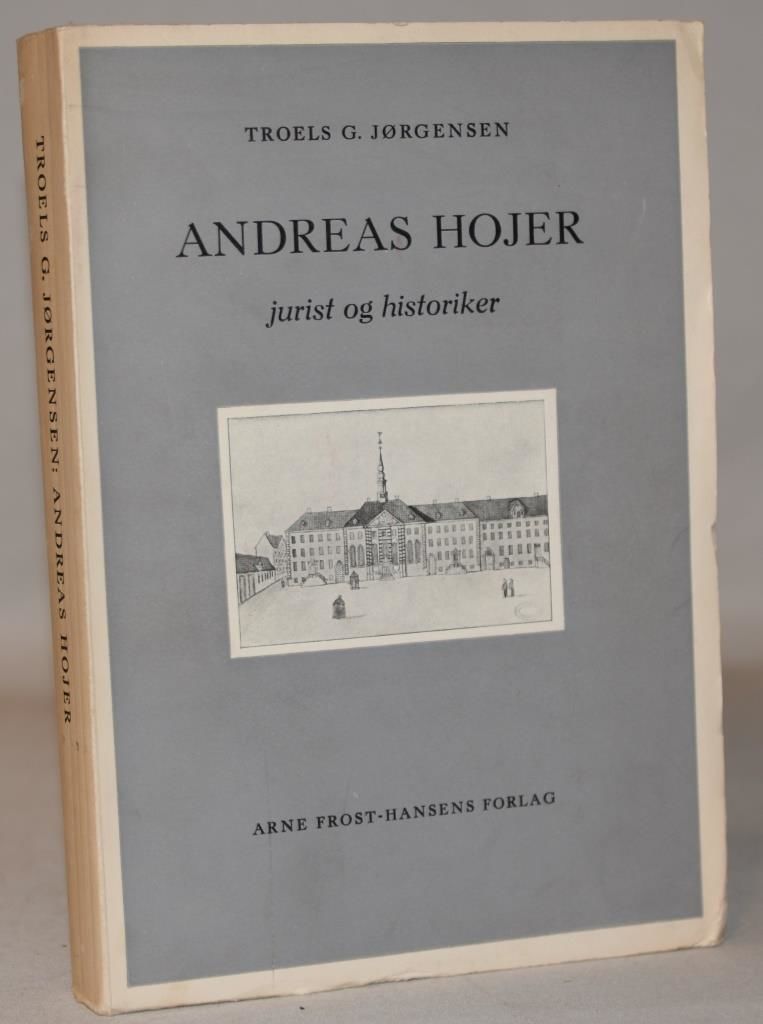 TROELS G. JØRGENSEN
ANDREAS HOJER
jurist og historiker
ARNE FROST-HANSENS FORLAG
TROELS G. JØRGENSEN: ANDREAS HOJER